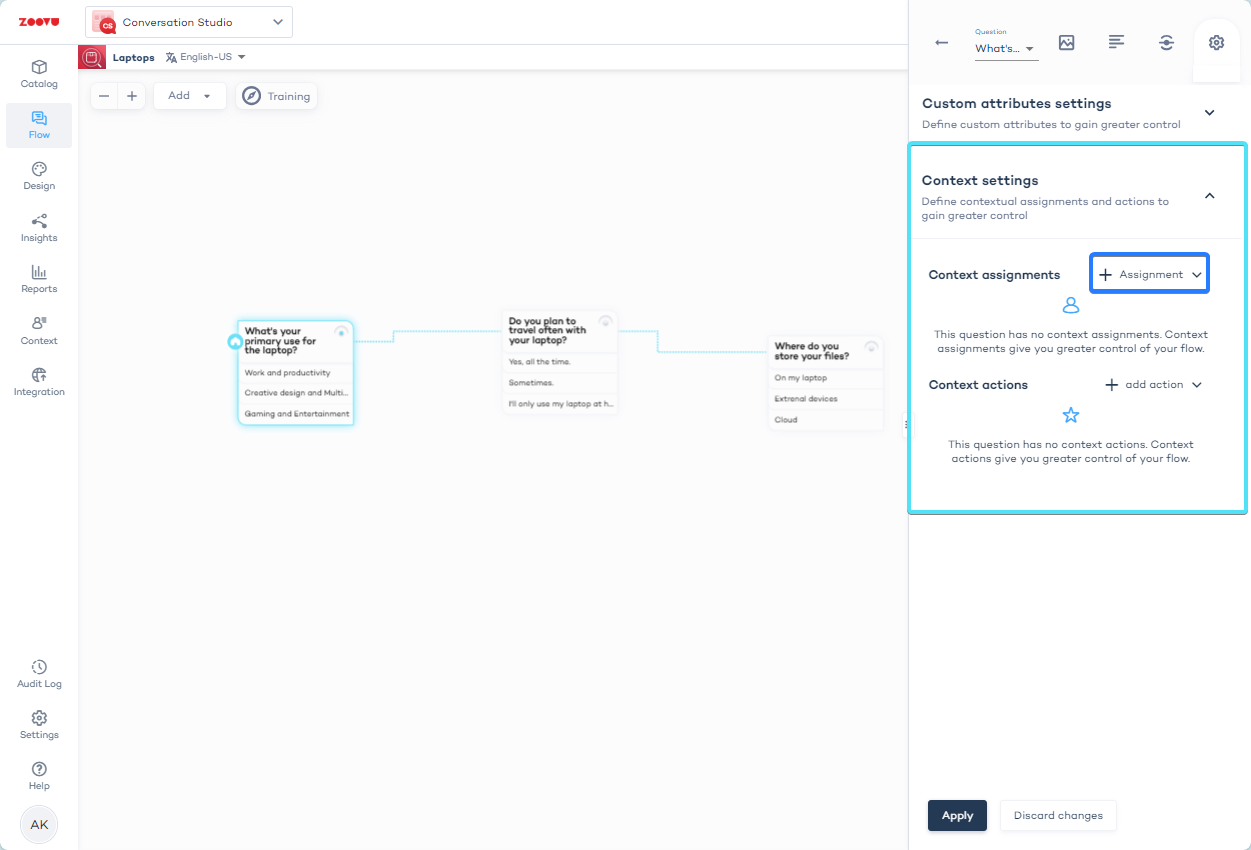 ZOOVU
CS
Conversation Studio
Laptops
English-US
Add
Training
Catalog
Flow
Design
Insights
Reports
Context
Integration
Audit Log
Settings
Help
AK
What's your
primary use for
the laptop?
Work and productivity
Creative design and Multi...
Gaming and Entertainment
Do you plan to
travel often with
your laptop?
Yes, all the time.
Sometimes.
I'll only use my laptop at h...
Where do you
store your files?
On my laptop
Extrenal devices
Cloud
Question
What's...
Custom attributes settings
Define custom attributes to gain greater control
Context settings
Define contextual assignments and actions to
gain greater control
Context assignments
Assignment
This question has no context assignments. Context
assignments give you greater control of your flow.
Context actions
add action
This question has no context actions. Context
actions give you greater control of your flow.
Apply
Discard changes